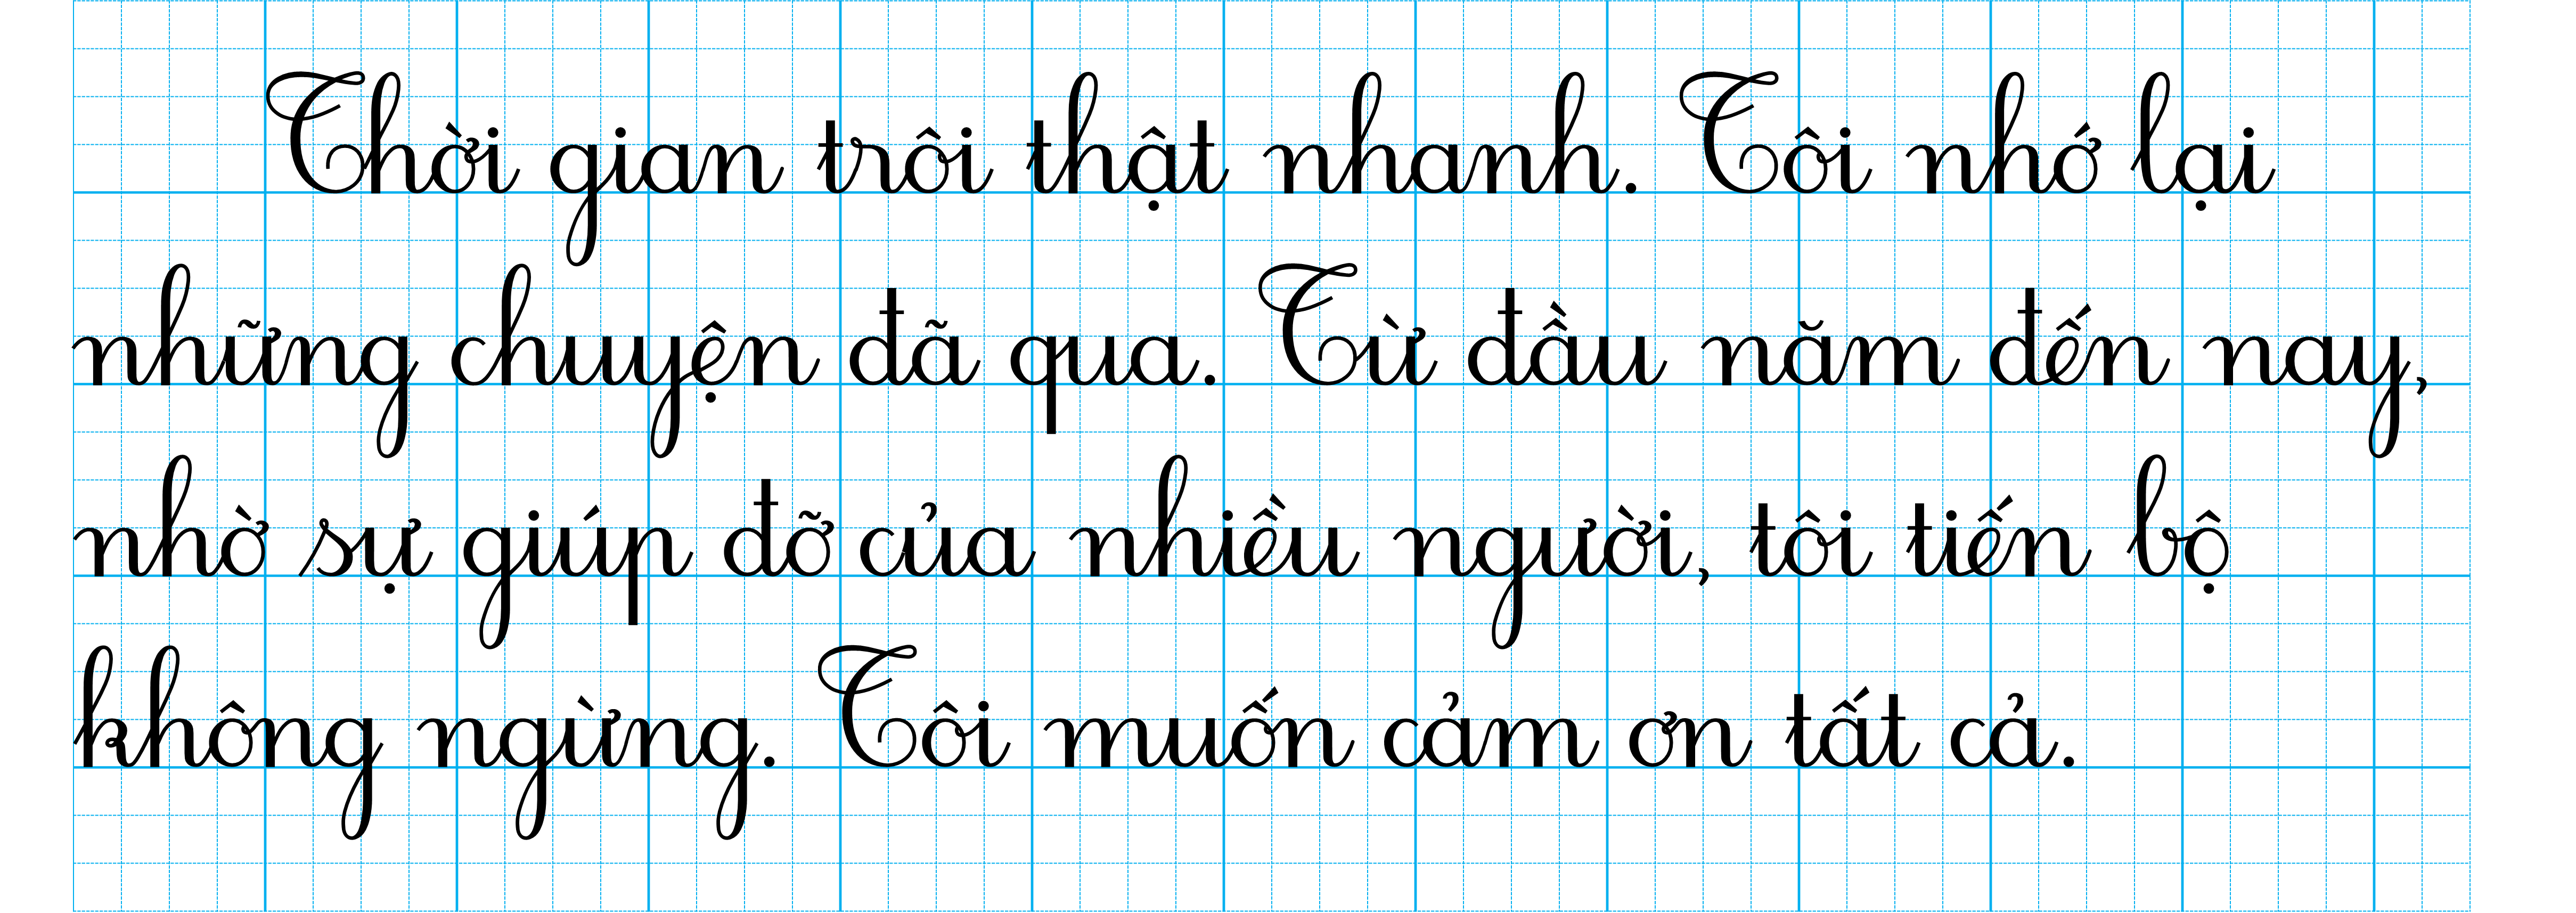 Thời gian trôi thật nhanh. Tôi nhớ lại
những chuyện đã qua. Từ đầu năm đến nay,
nhờ sự giúp đỡ của nhiều người, tôi tiến bộ
không ngừng. Tôi muốn cảm ơn tất cả.